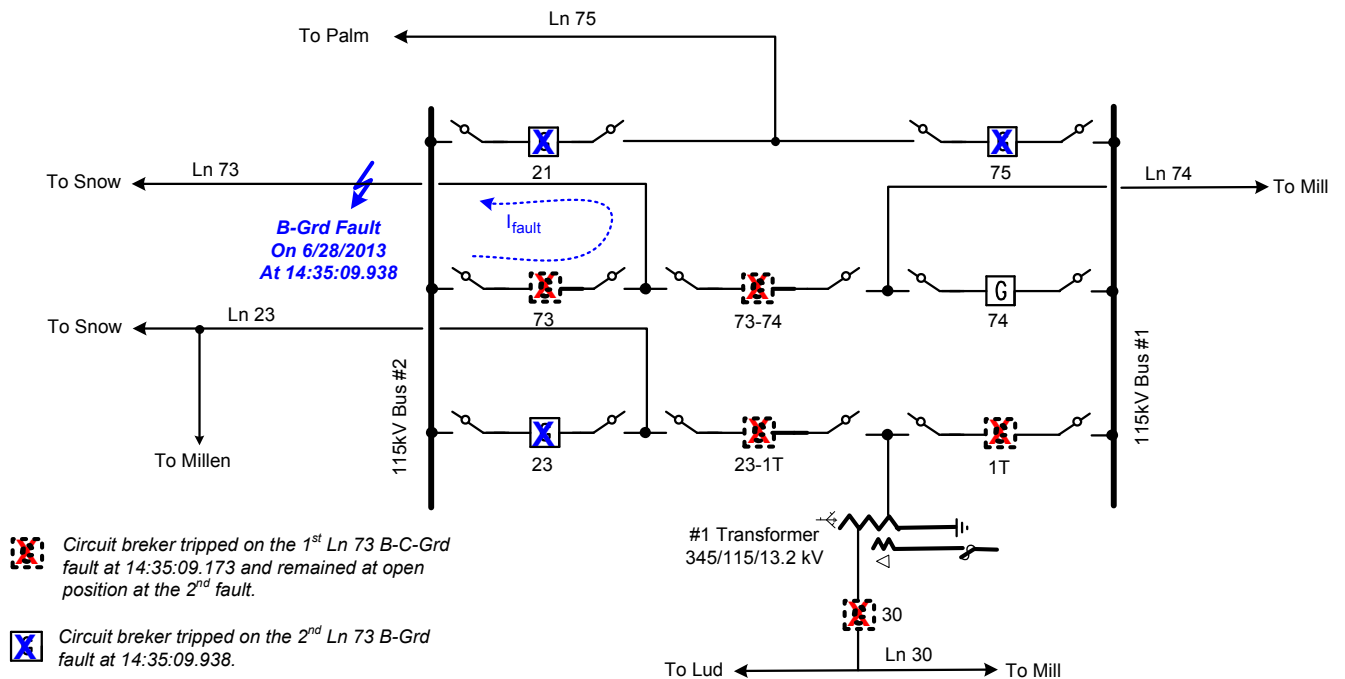 Ln 75
To Palm
21
75
Ln 73
To Snow
Ln 74
To Mill
B-Grd Fault
On 6/28/2013
At 14:35:09.938
Ifault
G
73
73-74
74
Ln 23
To Snow
115kV Bus #2
115kV Bus #1
To Millen
23
23-1T
1T
#1 Transformer
345/115/13.2 kV
Circuit breker tripped on the 1st Ln 73 B-C-Grd
fault at 14:35:09.173 and remained at open
position at the 2nd fault.
30
Circuit breker tripped on the 2nd Ln 73 B-Grd
fault at 14:35:09.938.
Ln 30
To Lud
To Mill